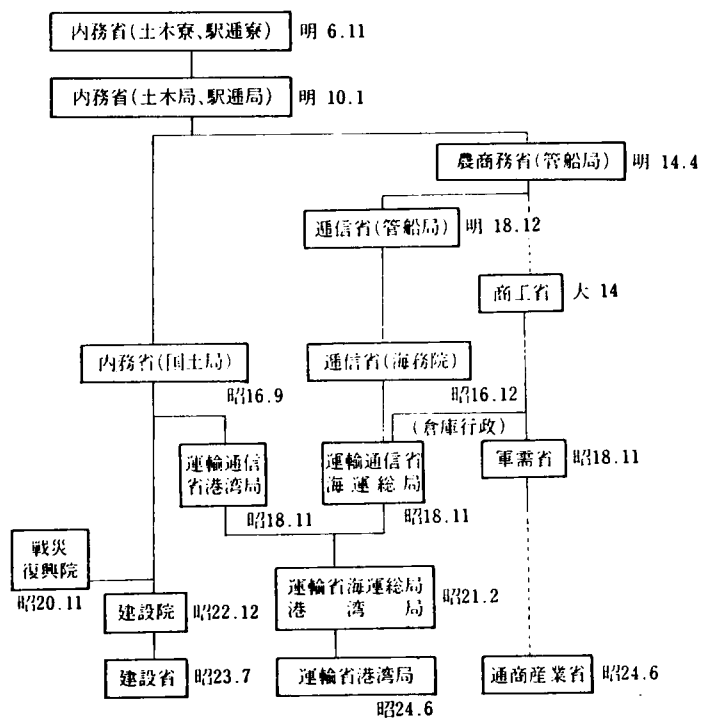 内務省(土木寮、駅逓寮) 明 6.11
内務省(土木局、駅逓局) 明 10.1
農商務省(管船局) 明 14.4
逓信省(管船局) 明 18.12
商工省 大 14
内務省(国土局)
昭16.9
逓信省(海務院)
昭16.12
(倉庫行政)
運輸通信
省港湾局
昭18.11
運輸通信省
海運総局
昭18.11
軍需省 昭18.11
戦災
復興院
昭20.11
建設院 昭22.12
運輸省海運総局
港湾局
昭21.2
建設省 昭23.7
運輸省港湾局
昭24.6
通商産業省 昭24.6